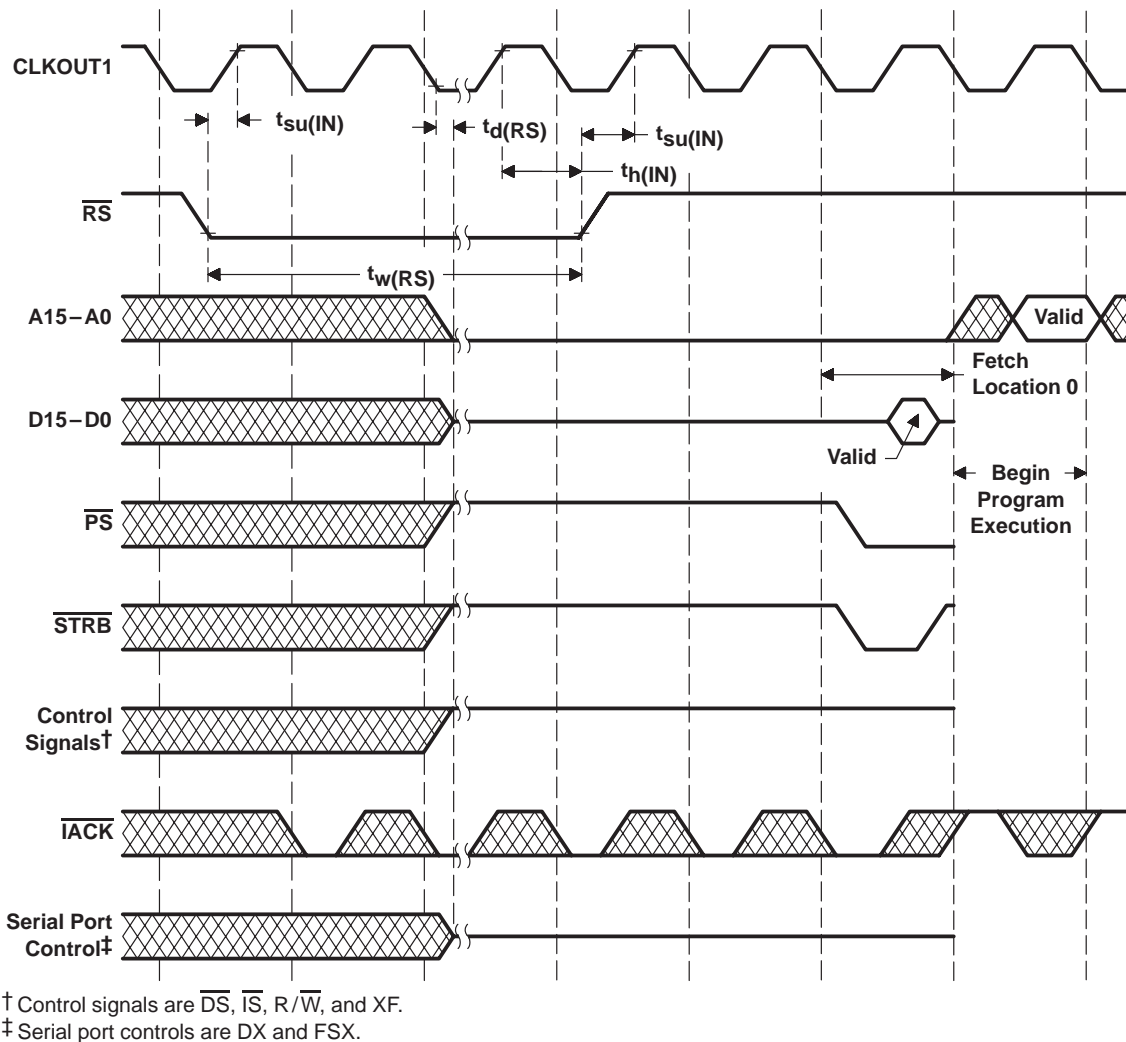 CLKOUT1
tsu(IN)
td(RS)
tsu(IN)
th(IN)
RS
tw(RS)
A15–A0
Valid
Fetch
Location 0
D15–D0
Valid
Begin
Program
Execution
PS
STRB
Control
Signals†
IACK
Serial Port
Control‡
† Control signals are DS, IS, R/W, and XF.
‡ Serial port controls are DX and FSX.